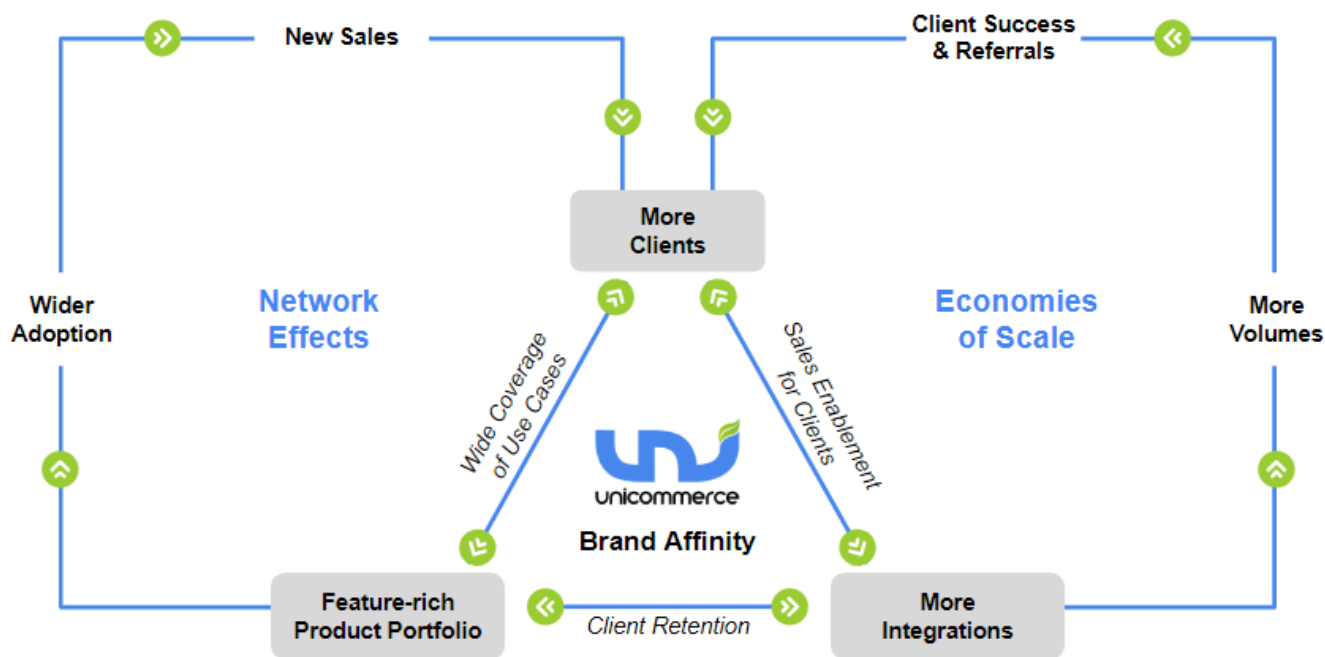 New Sales
Client Success
& Referrals
More
Clients
Wider
Adoption
Network
Effects
Economies
of Scale
More
Volumes
Wide Coverage
of Use Cases
Sales Enablement
for Clients
unicommerce
Brand Affinity
Feature-rich
Product Portfolio
Client Retention
More
Integrations